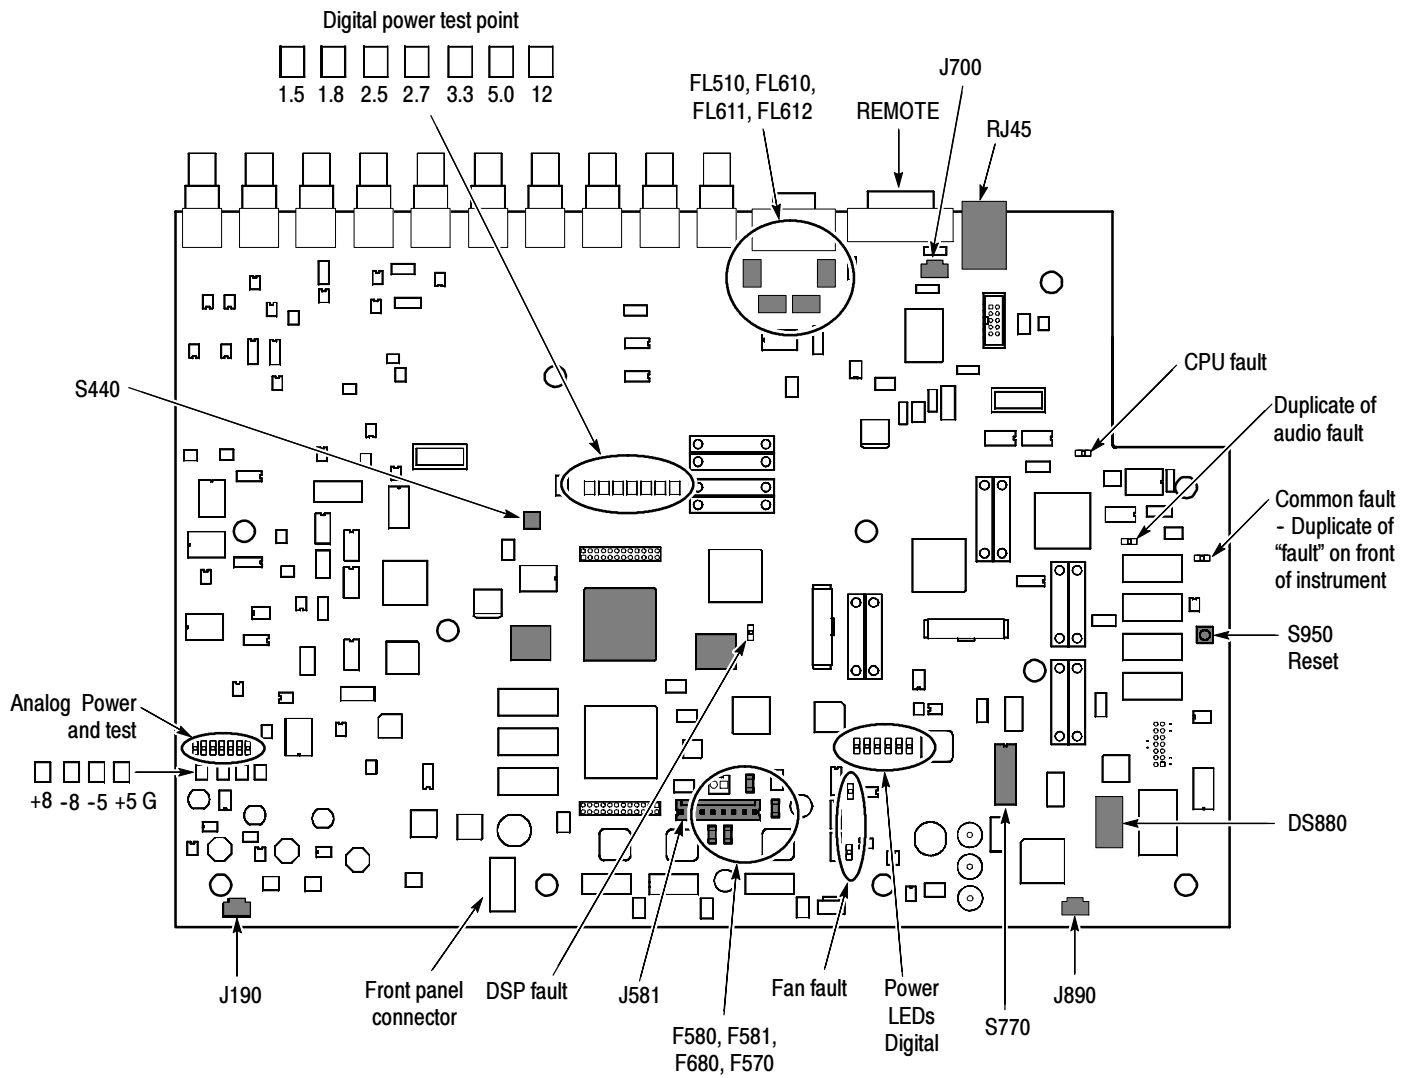 Digital power test point
1.5 1.8 2.5 2.7 3.3 5.0 12
FL510, FL610,
FL611, FL612
REMOTE
J700
RJ45
S440
CPU fault
Duplicate of
audio fault
Common fault
- Duplicate of
“fault” on front
of instrument
S950
Reset
Analog Power
and test
+8 -8 -5 +5 G
DS880
J190
Front panel
connector
DSP fault
J581
F580, F581,
F680, F570
Fan fault
Power
LEDs
Digital
S770
J890